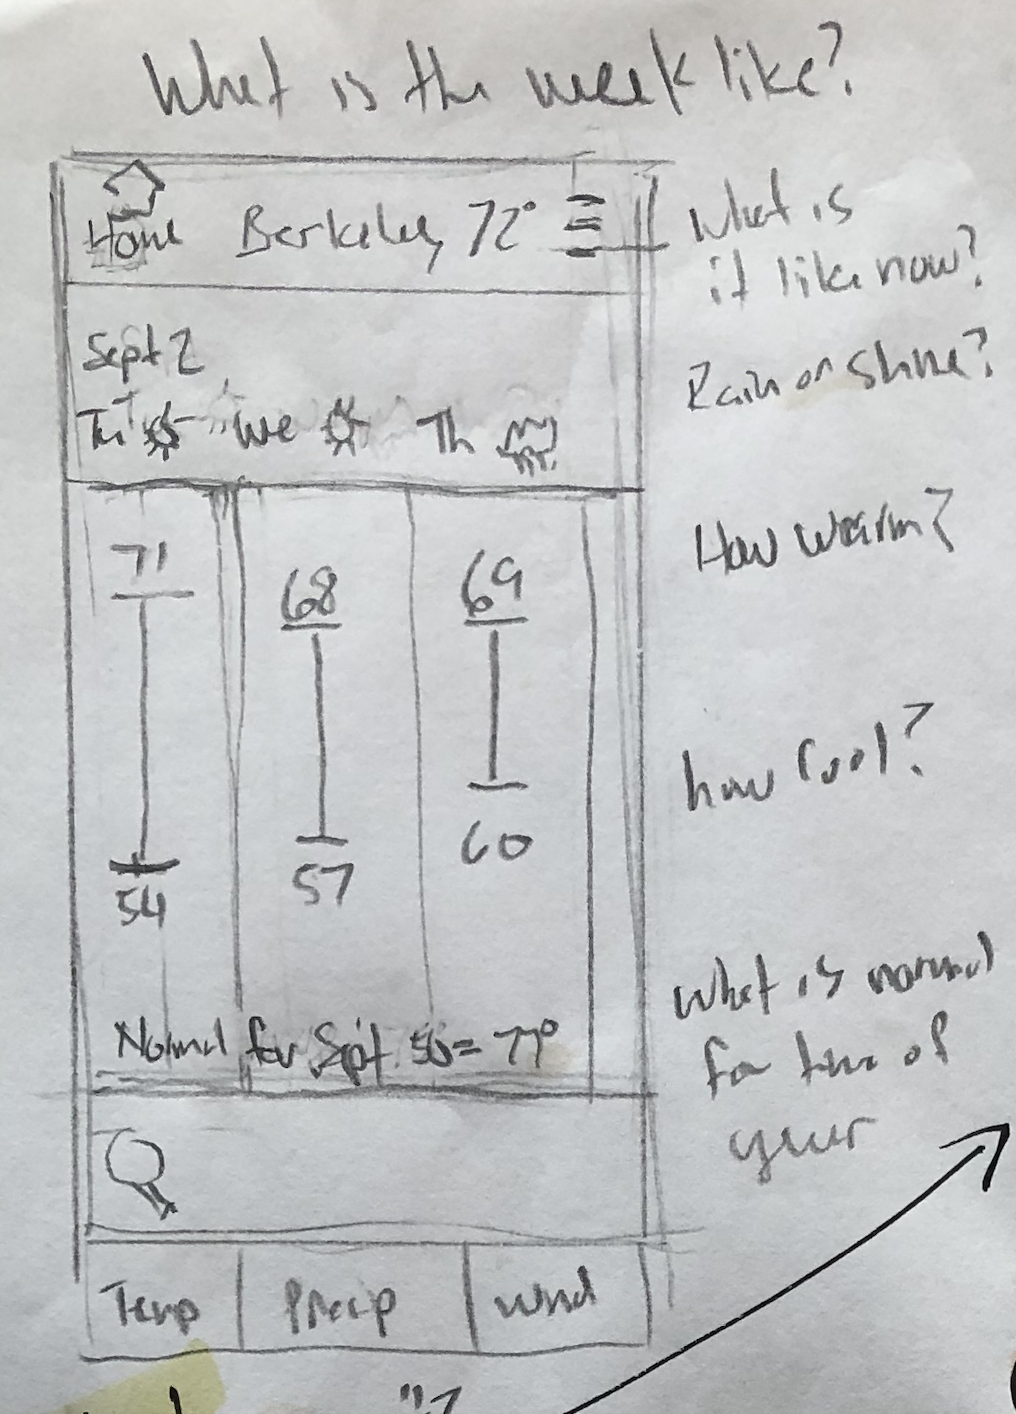 What is the week like?
Home Berkeley 72°
What is
it like now?
Sept 2
Rain or shine?
Tu We Th
71
68
69
How warm?
how cool?
54
57
60
What is normal
for time of
year
Normal for Sept. 56= 77°
Temp Precip Wind